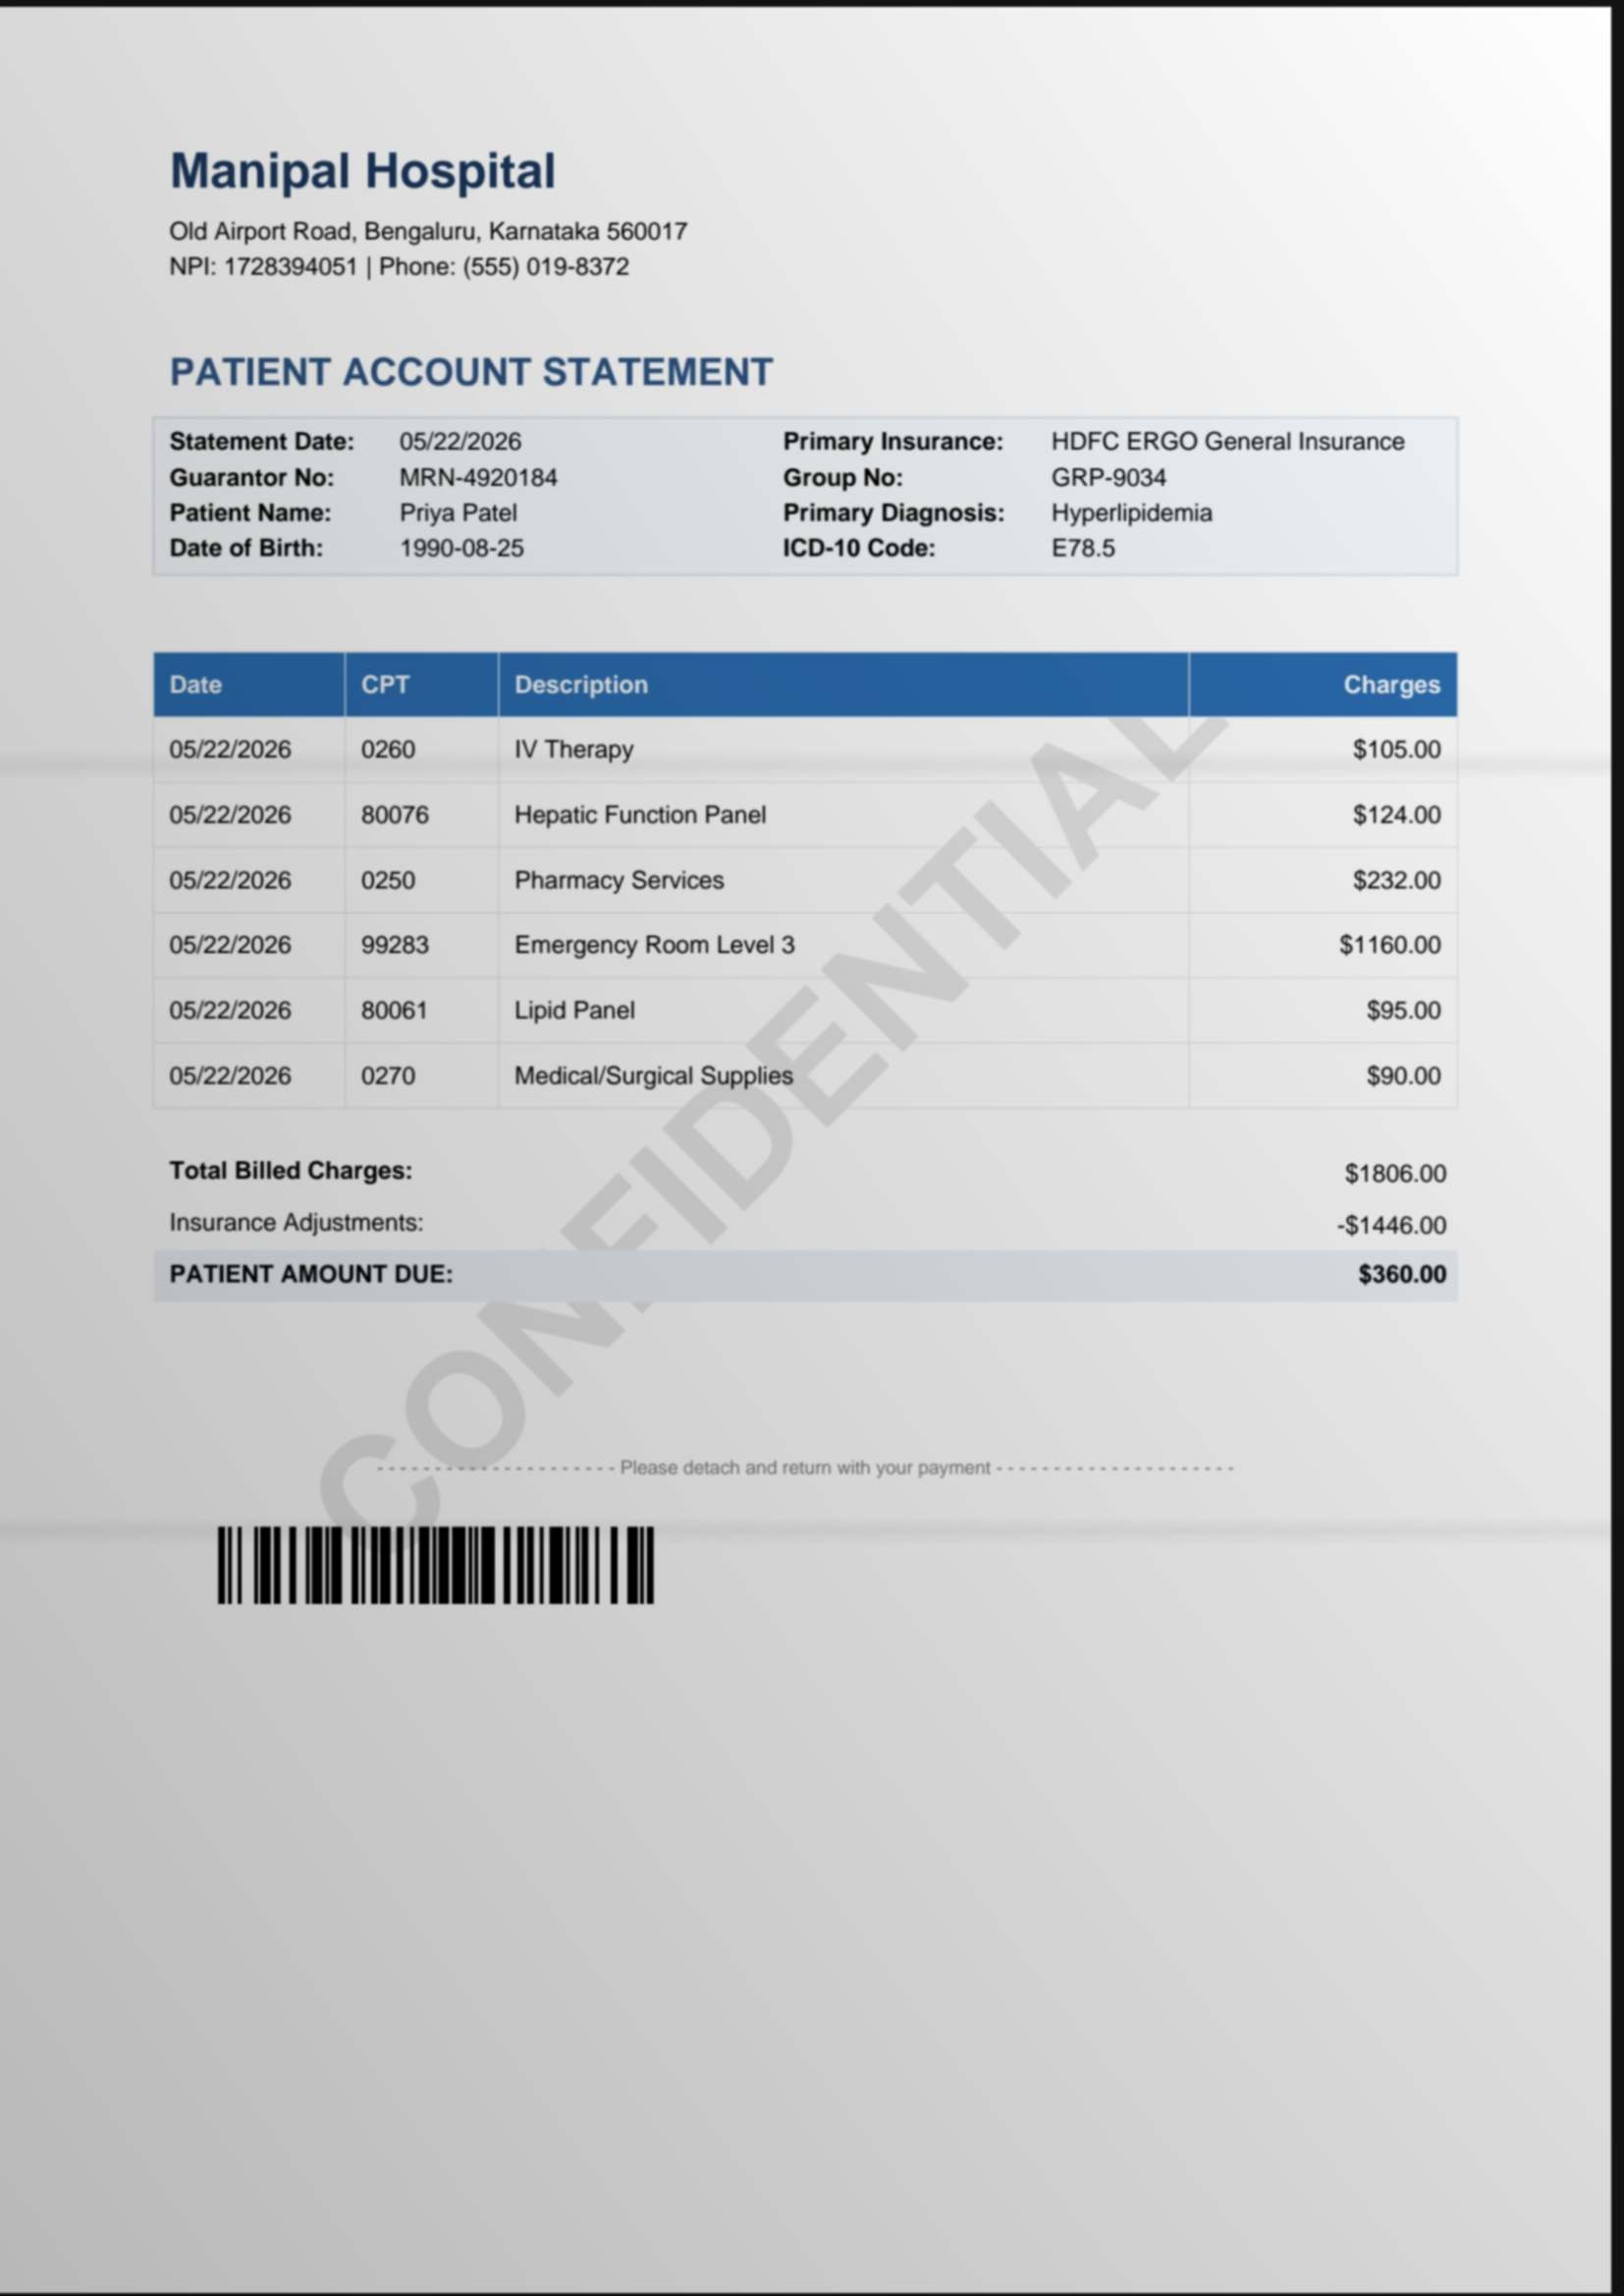 Manipal Hospital
Old Airport Road, Bengaluru, Karnataka 560017
NPI: 1728394051 | Phone: (555) 019-8372
PATIENT ACCOUNT STATEMENT
Statement Date: 05/22/2026 Primary Insurance: HDFC ERGO General Insurance
Guarantor No: MRN-4920184 Group No: GRP-9034
Patient Name: Priya Patel Primary Diagnosis: Hyperlipidemia
Date of Birth: 1990-08-25 ICD-10 Code: E78.5
Date CPT Description Charges
05/22/2026 0260 IV Therapy $105.00
05/22/2026 80076 Hepatic Function Panel $124.00
05/22/2026 0250 Pharmacy Services $232.00
05/22/2026 99283 Emergency Room Level 3 $1160.00
05/22/2026 80061 Lipid Panel $95.00
05/22/2026 0270 Medical/Surgical Supplies $90.00
Total Billed Charges: $1806.00
Insurance Adjustments: -$1446.00
PATIENT AMOUNT DUE: $360.00
CONFIDENTIAL
- - - - - - - - - - - - - - - - - - - - - Please detach and return with your payment - - - - - - - - - - - - - - - - - - - - -